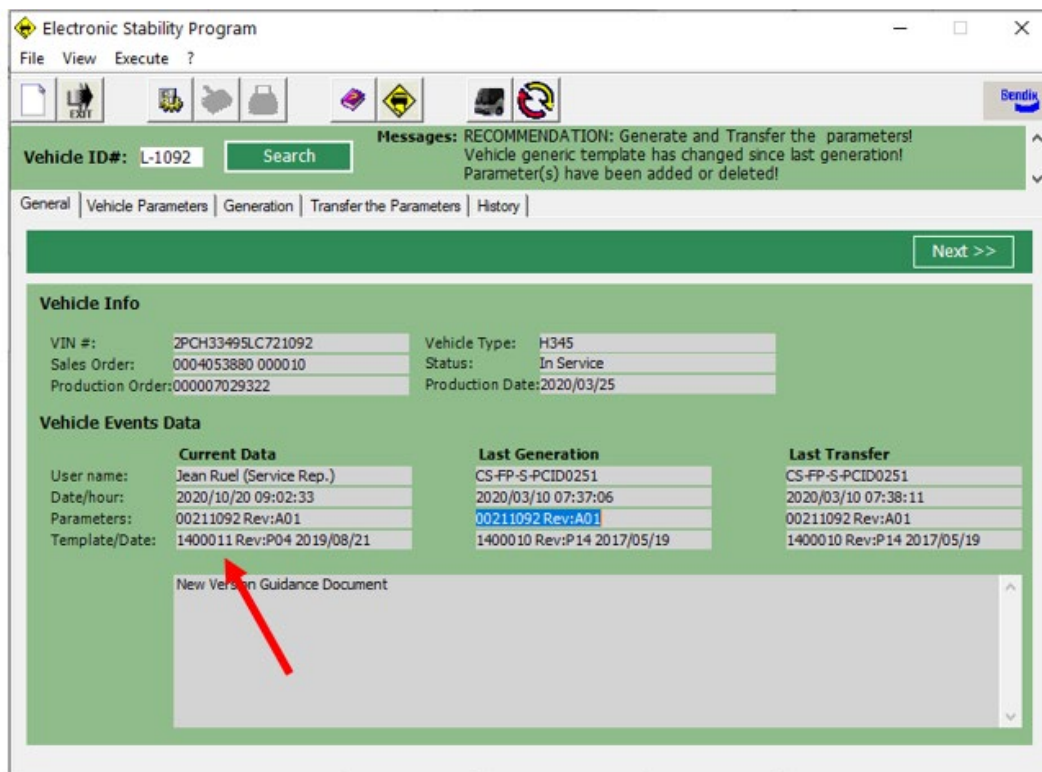 Electronic Stability Program
File View Execute ?
EXIT
Bendix
Vehicle ID#: L-1092 Search
Messages: RECOMMENDATION: Generate and Transfer the parameters!
Vehicle generic template has changed since last generation!
Parameter(s) have been added or deleted!
General Vehicle Parameters Generation Transfer the Parameters History
Next >>
Vehicle Info
VIN #: 2PCH33495LC721092 Vehicle Type: H345
Sales Order: 0004053880 000010 Status: In Service
Production Order: 000007029322 Production Date: 2020/03/25
Vehicle Events Data
Current Data Last Generation Last Transfer
User name: Jean Ruel (Service Rep.) CS-FP-S-PCID0251 CS-FP-S-PCID0251
Date/hour: 2020/10/20 09:02:33 2020/03/10 07:37:06 2020/03/10 07:38:11
Parameters: 00211092 Rev:A01 00211092 Rev:A01 00211092 Rev:A01
Template/Date: 1400011 Rev:P04 2019/08/21 1400010 Rev:P14 2017/05/19 1400010 Rev:P14 2017/05/19
New Version Guidance Document